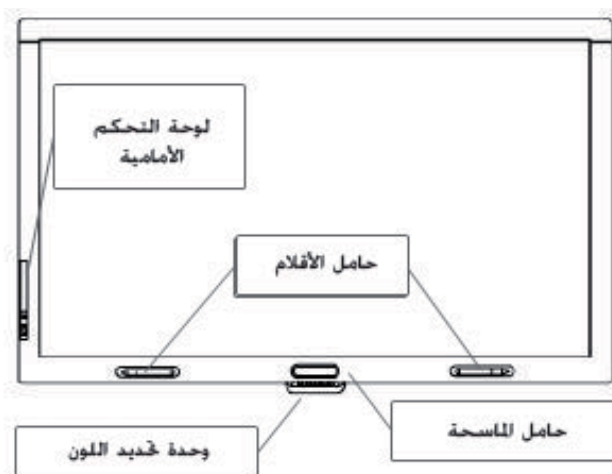 لوحة التحكم
الأمامية
حامل الأقلام
حامل الماسحة
وحدة تحديد اللون